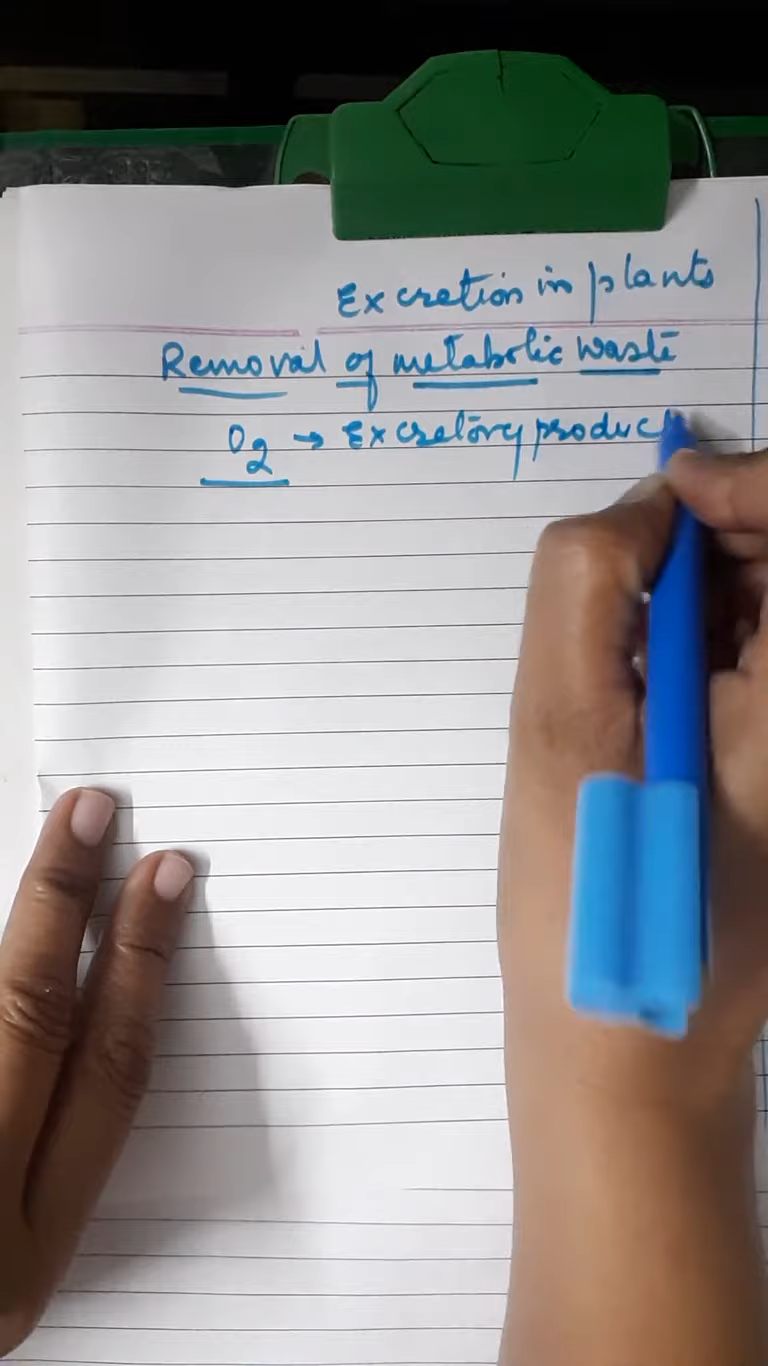 Excretion in plants
Removal of metabolic waste
O2 → Excretory product